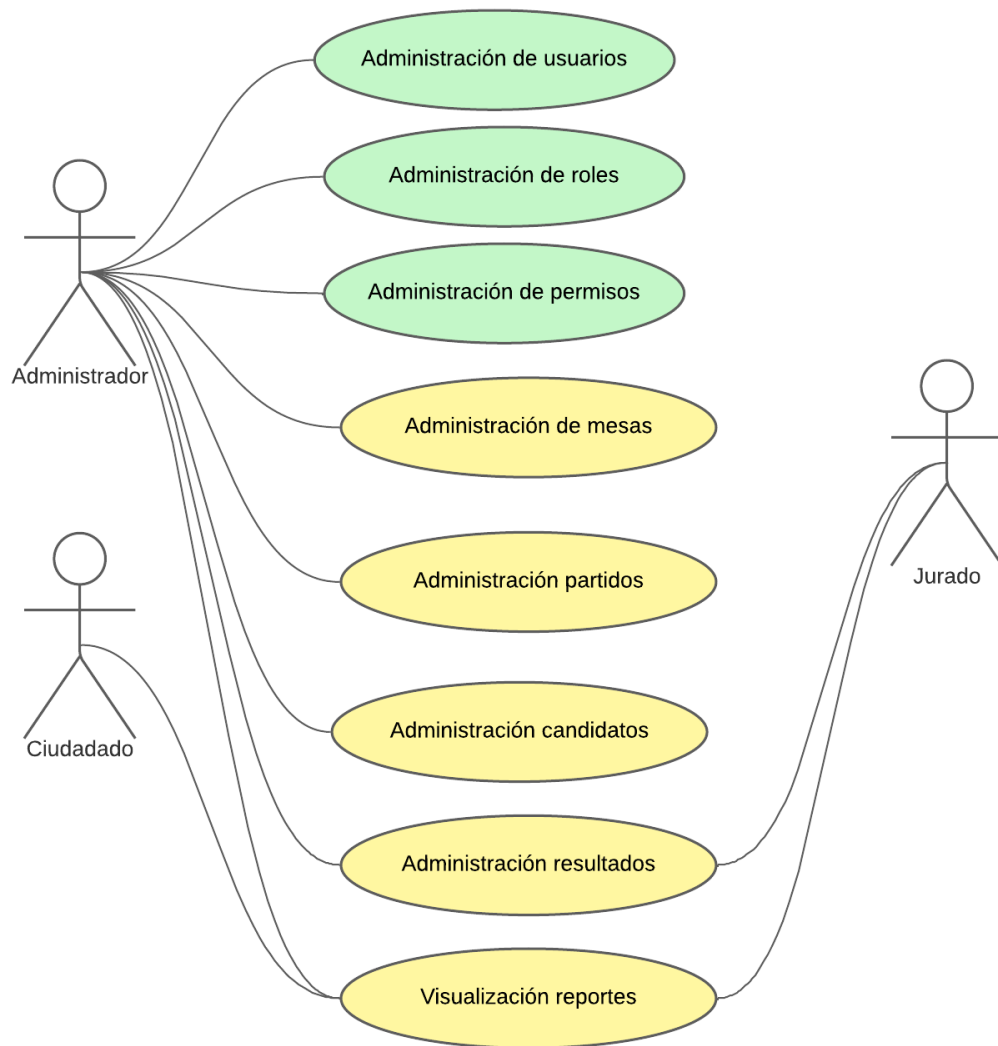 Administración de usuarios
Administración de roles
Administración de permisos
Administrador
Administración de mesas
Jurado
Administración partidos
Ciudadado
Administración candidatos
Administración resultados
Visualización reportes